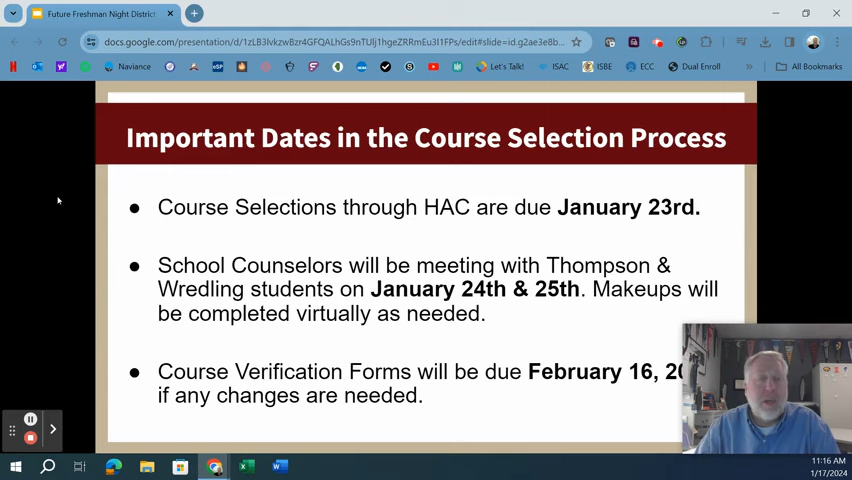 Future Freshman Night District
docs.google.com/presentation/d/1zLB3lvkzwBzr4GFQALhGs9nTUlj1hgeZRRmEu3l1FPs/edit#slide=id.g2ae3e8b...
Naviance
eSP
Let's Talk!
ISAC
ISBE
ECC
Dual Enroll
All Bookmarks
Important Dates in the Course Selection Process
● Course Selections through HAC are due January 23rd.
● School Counselors will be meeting with Thompson &
Wredling students on January 24th & 25th. Makeups will
be completed virtually as needed.
● Course Verification Forms will be due February 16, 20
if any changes are needed.
11:16 AM
1/17/2024